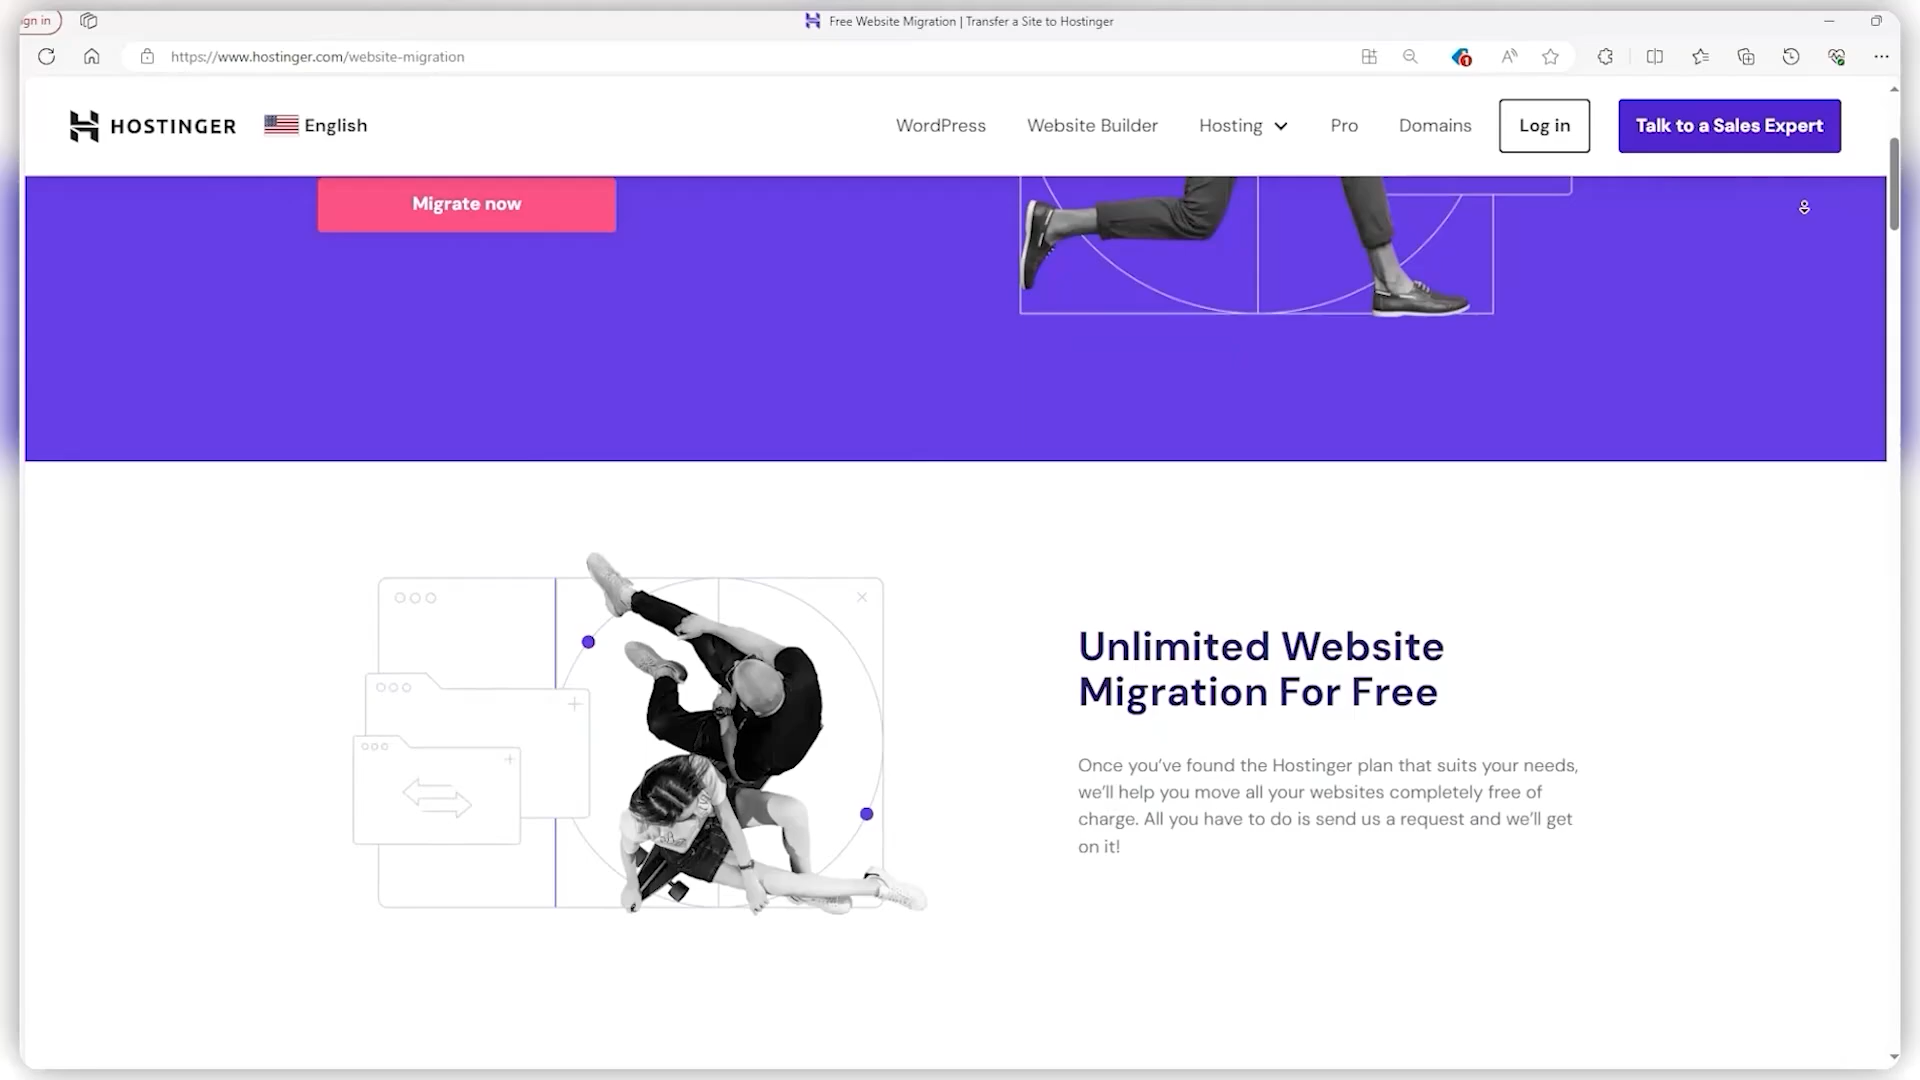 gn in
Free Website Migration | Transfer a Site to Hostinger
https://www.hostinger.com/website-migration
1
HOSTINGER
English
WordPress
Website Builder
Hosting
Pro
Domains
Log in
Talk to a Sales Expert
Migrate now
Unlimited Website
Migration For Free
Once you’ve found the Hostinger plan that suits your needs,
we’ll help you move all your websites completely free of
charge. All you have to do is send us a request and we’ll get
on it!